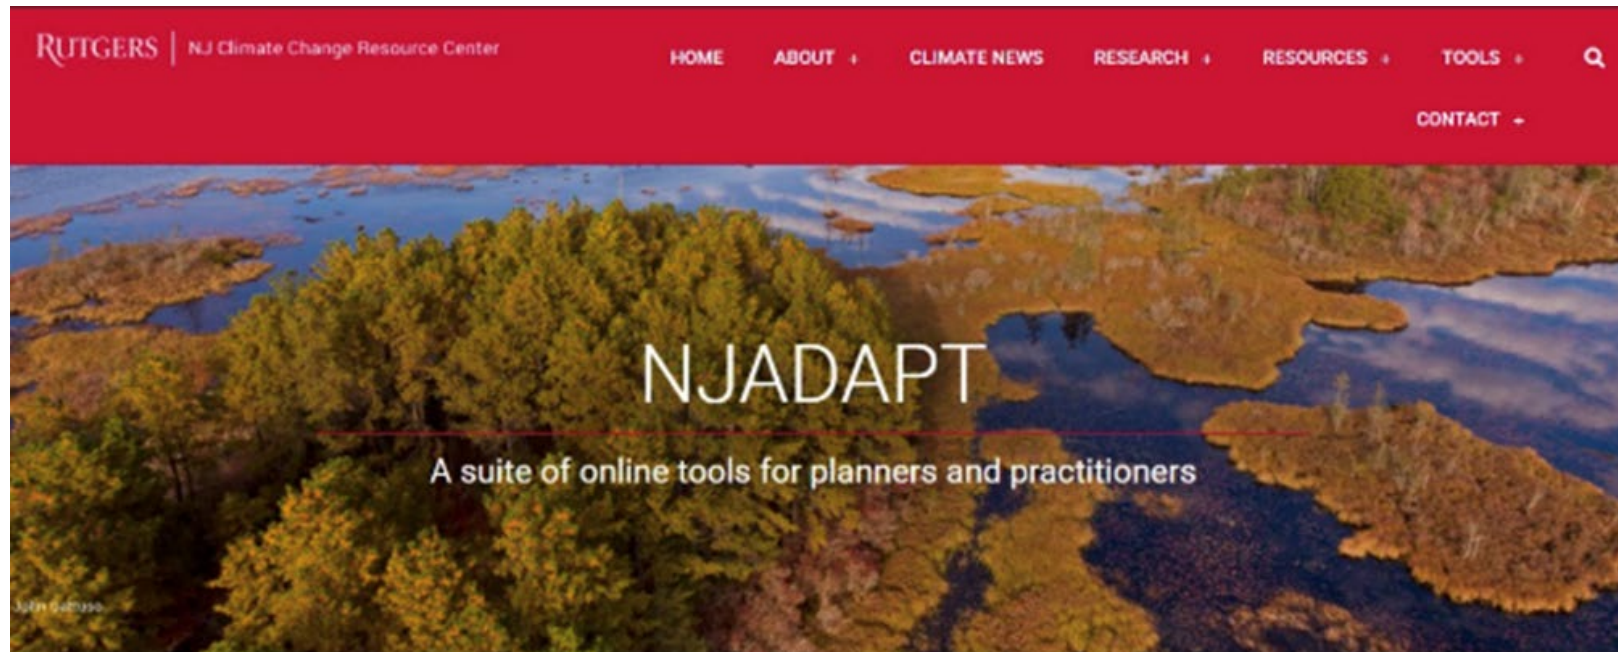 RUTGERS | NJ Climate Change Resource Center
HOME ABOUT + CLIMATE NEWS RESEARCH + RESOURCES + TOOLS +
CONTACT +
NJADAPT
A suite of online tools for planners and practitioners
John